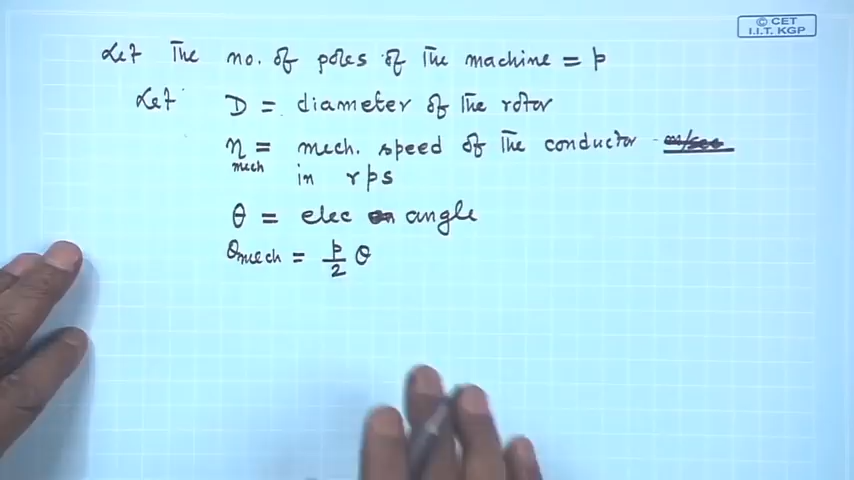 © CET
I.I.T. KGP
Let the no. of poles of the machine = p
Let D = diameter of the rotor
n mech = mech. speed of the conductor m/sec
in rps
θ = elec angle
θmech = p/2 θ